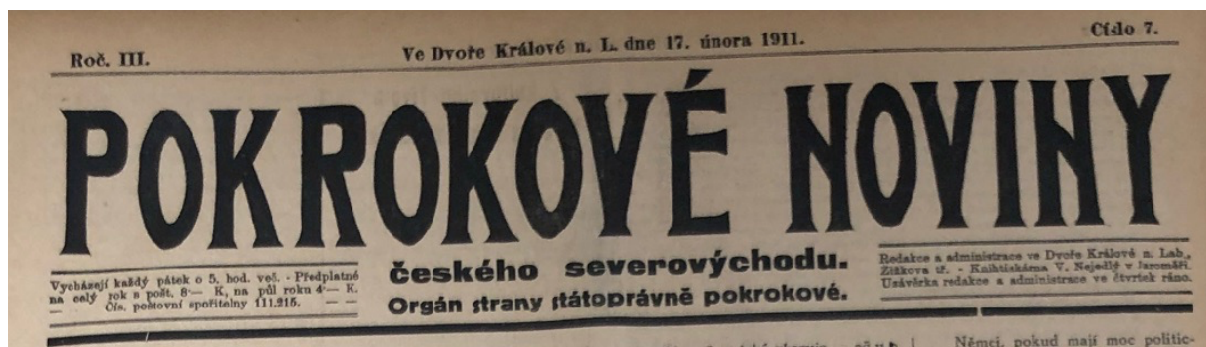 Roč. III.
Ve Dvoře Králové n. L. dne 17. února 1911.
Číslo 7.
POKROKOVÉ NOVINY
Vycházejí každý pátek o 5. hod. več. - Předplatné
na celý rok s pošt. 8·— K, na půl roku 4·— K.
— Čís. poštovní spořitelny 111.215. — —
českého severovýchodu.
Orgán strany státoprávně pokrokové.
Redakce a administrace ve Dvoře Králové n. Lab.,
Žižkova tř. - Knihtiskárna V. Nejedlý v Jaroměři.
Uzávěrka redakce a administrace ve čtvrtek ráno.
Němci, pokud mají moc politic-